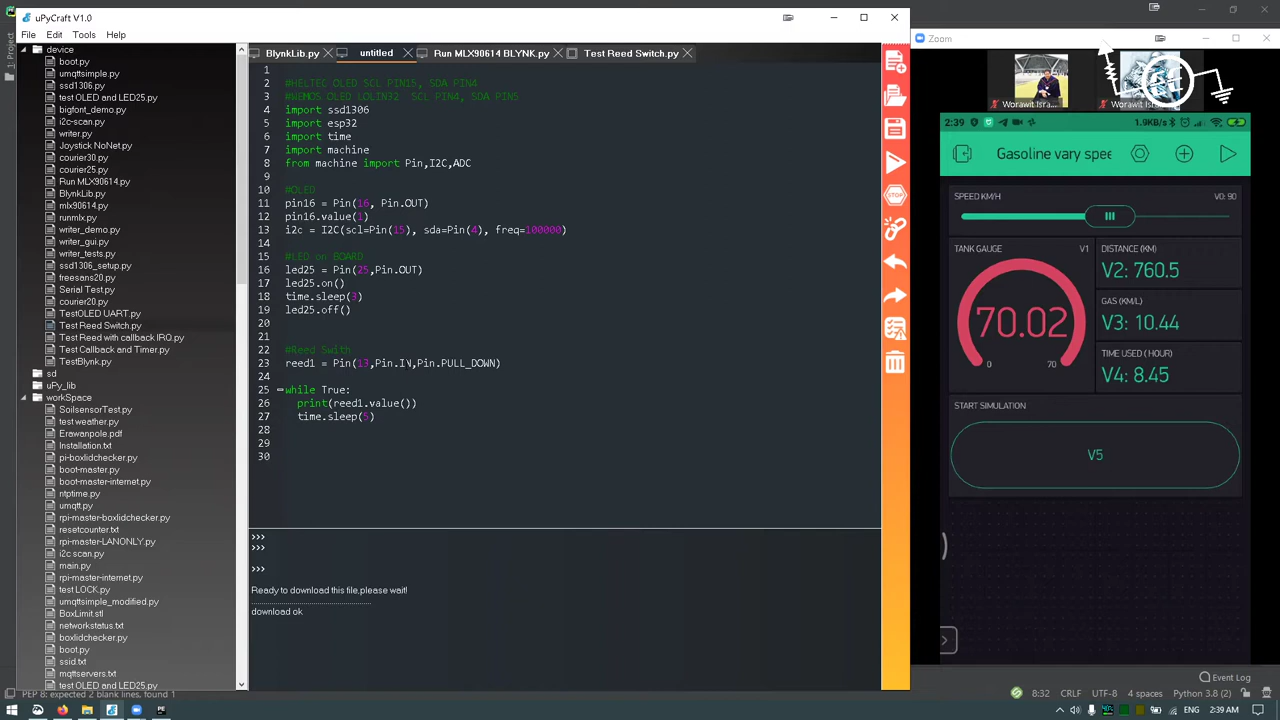 uPyCraft V1.0
File Edit Tools Help
device
boot.py
umqttsimple.py
ssd1306.py
test OLED and LED25.py
bigfont_demo.py
i2c-scan.py
writer.py
Joystick NoNet.py
courier30.py
courier25.py
Run MLX90614.py
BlynkLib.py
mlx90614.py
runmlx.py
writer_demo.py
writer_gui.py
writer_tests.py
ssd1306_setup.py
freesans20.py
Serial Test.py
courier20.py
TestOLED UART.py
Test Reed Switch.py
Test Reed with callback IRQ.py
Test Callback and Timer.py
TestBlynk.py
sd
uPy_lib
workSpace
SoilsensorTest.py
test weather.py
Erawanpole.pdf
Installation.txt
pi-boxlidchecker.py
boot-master.py
boot-master-internet.py
ntptime.py
umqtt.py
rpi-master-boxlidchecker.py
resetcounter.txt
rpi-master-LANONLY.py
i2c scan.py
main.py
rpi-master-internet.py
test LOCK.py
umqttsimple_modified.py
BoxLimit.stl
networkstatus.txt
boxlidchecker.py
boot.py
ssid.txt
mqttservers.txt
test OLED and LED25.py
BlynkLib.py untitled Run MLX90614 BLYNK.py Test Reed Switch.py
1
2 #HELTEC OLED SCL PIN15, SDA PIN4
3 #WEMOS OLED LOLIN32 SCL PIN4, SDA PIN5
4 import ssd1306
5 import esp32
6 import time
7 import machine
8 from machine import Pin,I2C,ADC
9
10 #OLED
11 pin16 = Pin(16, Pin.OUT)
12 pin16.value(1)
13 i2c = I2C(scl=Pin(15), sda=Pin(4), freq=100000)
14
15 #LED on BOARD
16 led25 = Pin(25,Pin.OUT)
17 led25.on()
18 time.sleep(3)
19 led25.off()
20
21
22 #Reed Swith
23 reed1 = Pin(13,Pin.IN,Pin.PULL_DOWN)
24
25 while True:
26 print(reed1.value())
27 time.sleep(5)
28
29
30
>>>
>>>
>>>
Ready to download this file,please wait!
download ok
STOP
Project
Zoom
Worawit Isra... Worawit Isra...
2:39 1.9KB/s
Gasoline vary spee
SPEED KM/H V0: 90
TANK GAUGE V1
70.02
0 70
DISTANCE (KM)
V2: 760.5
GAS (KM/L)
V3: 10.44
TIME USED ( HOUR)
V4: 8.45
START SIMULATION
V5
Event Log
PEP 8: expected 2 blank lines, found 1
8:32 CRLF UTF-8 4 spaces Python 3.8 (2)
ENG 2:39 AM